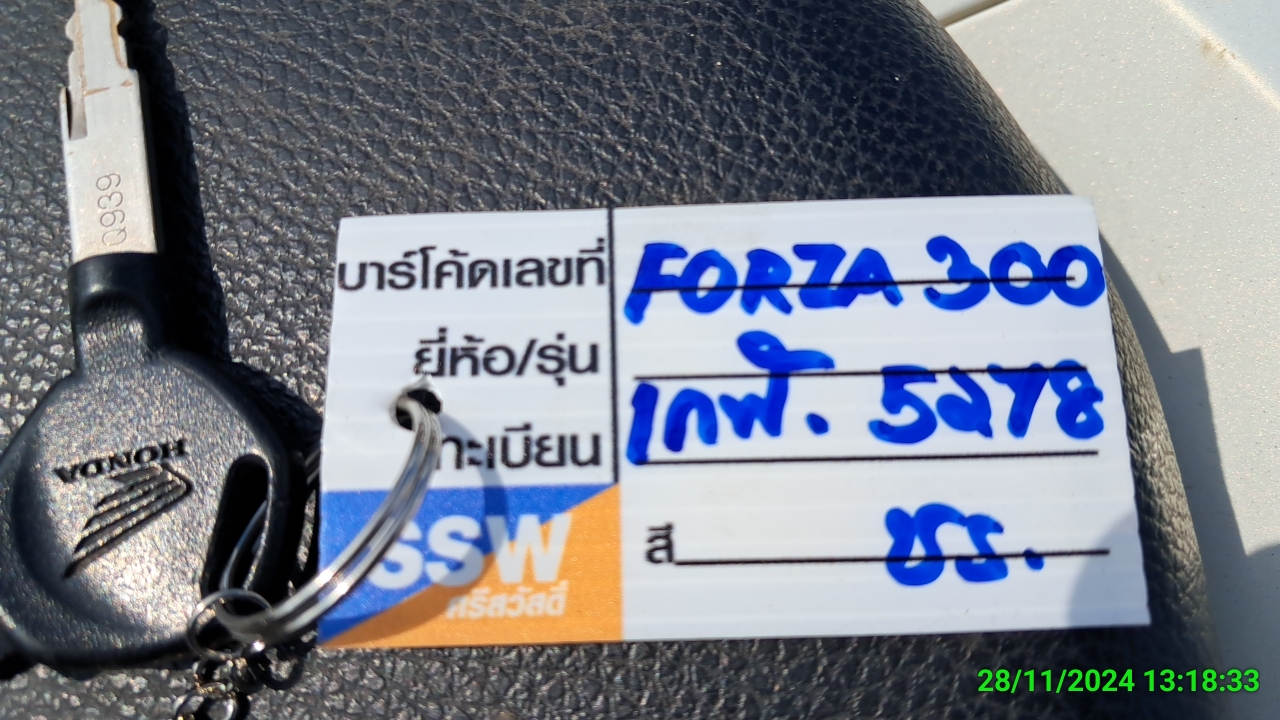 Q939
HONDA
บาร์โค้ดเลขที่ FORZA 300
ยี่ห้อ/รุ่น
ทะเบียน 1กฬ. 5278
SSW
ศรีสวัสดิ์
สี ชร.
28/11/2024 13:18:33